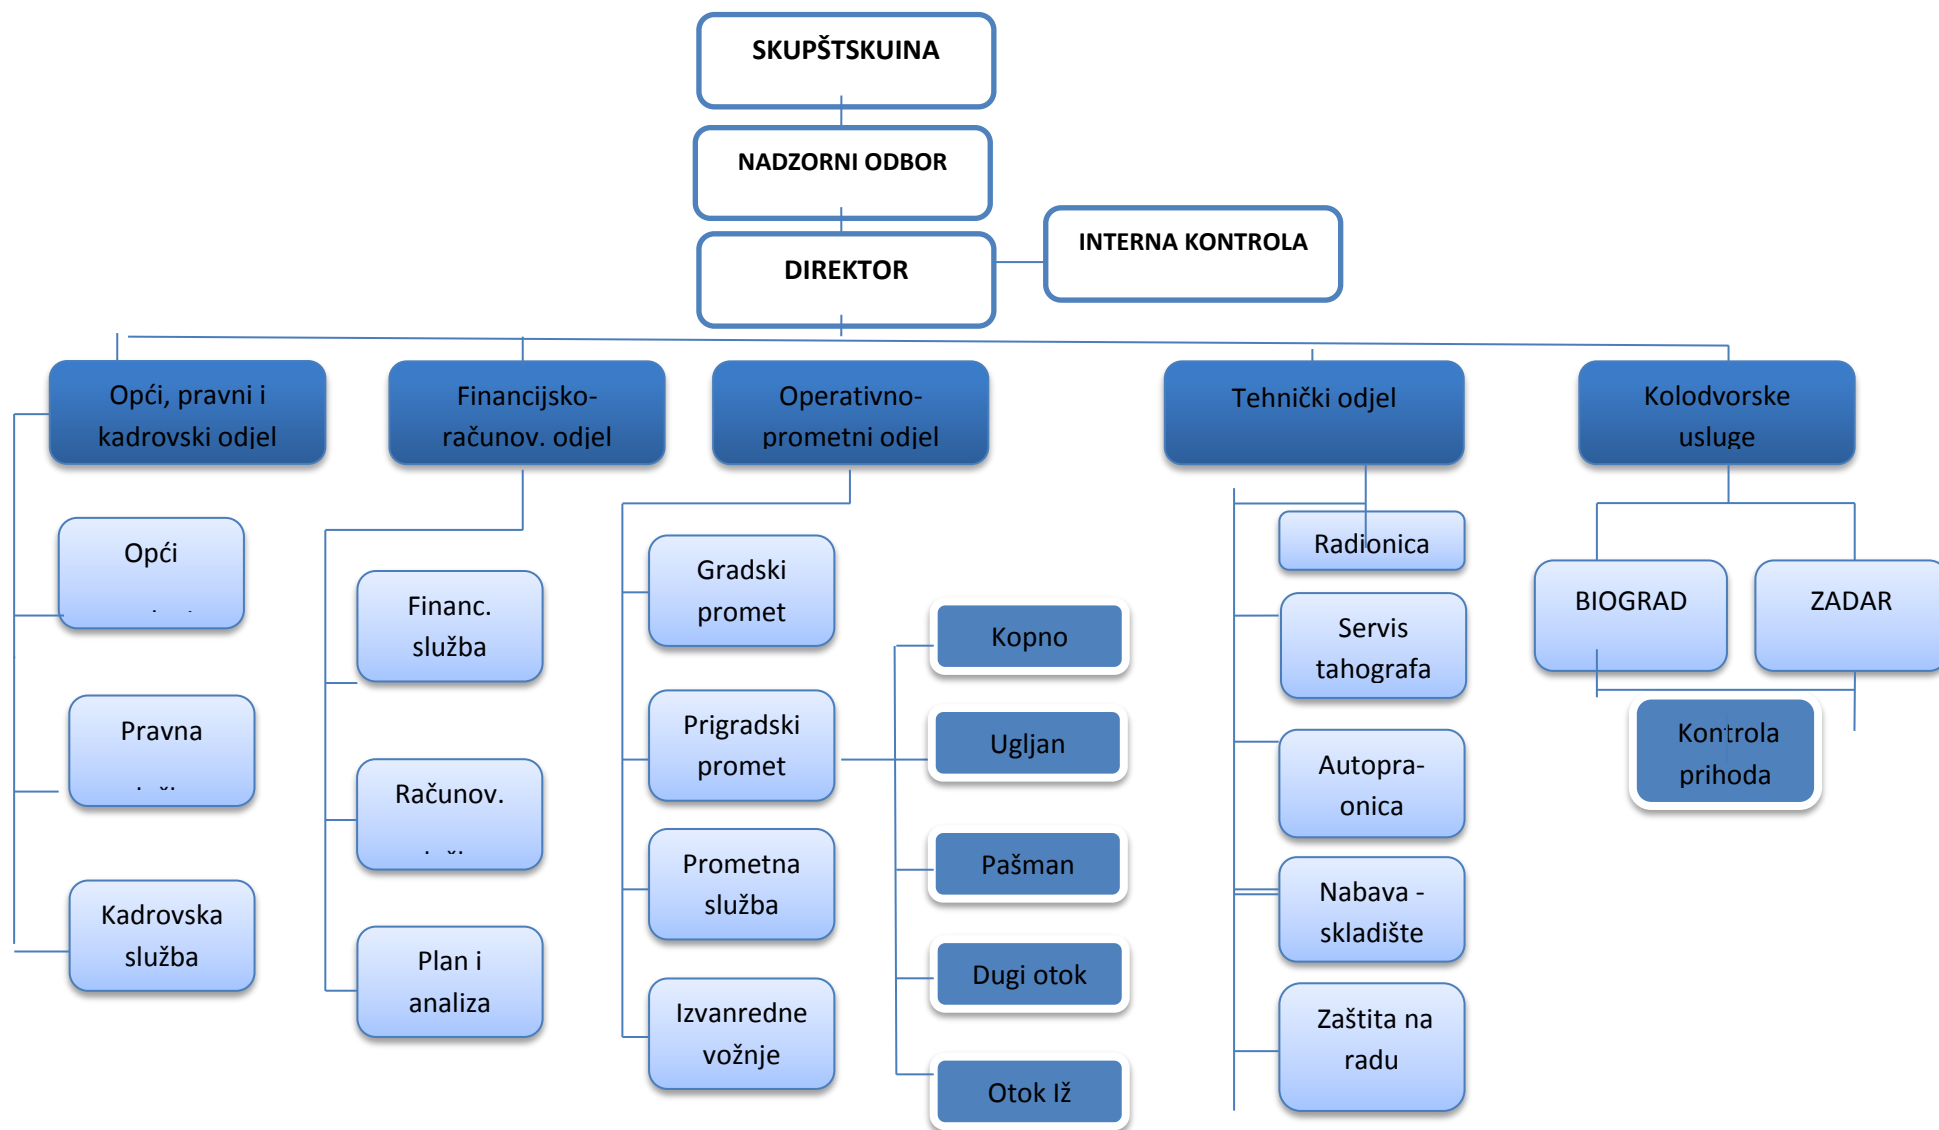 SKUPŠTSKUINA
NADZORNI ODBOR
DIREKTOR
INTERNA KONTROLA
Opći, pravni i
kadrovski odjel
Financijsko-
računov. odjel
Operativno-
prometni odjel
Tehnički odjel
Kolodvorske
usluge
Opći
Pravna
Kadrovska
služba
Financ.
služba
Računov.
Plan i
analiza
Gradski
promet
Prigradski
promet
Prometna
služba
Izvanredne
vožnje
Kopno
Ugljan
Pašman
Dugi otok
Otok Iž
Radionica
Servis
tahografa
Autopra-
onica
Nabava -
skladište
Zaštita na
radu
BIOGRAD
ZADAR
Kontrola
prihoda